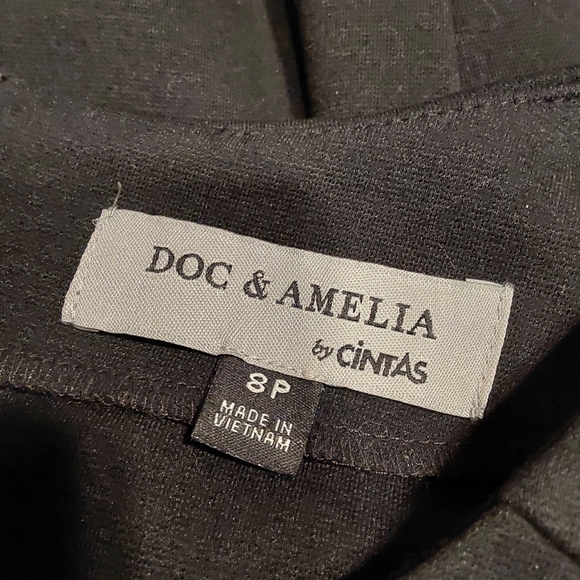 DOC & AMELIA
by CiNTAS
8P
MADE IN
VIETNAM